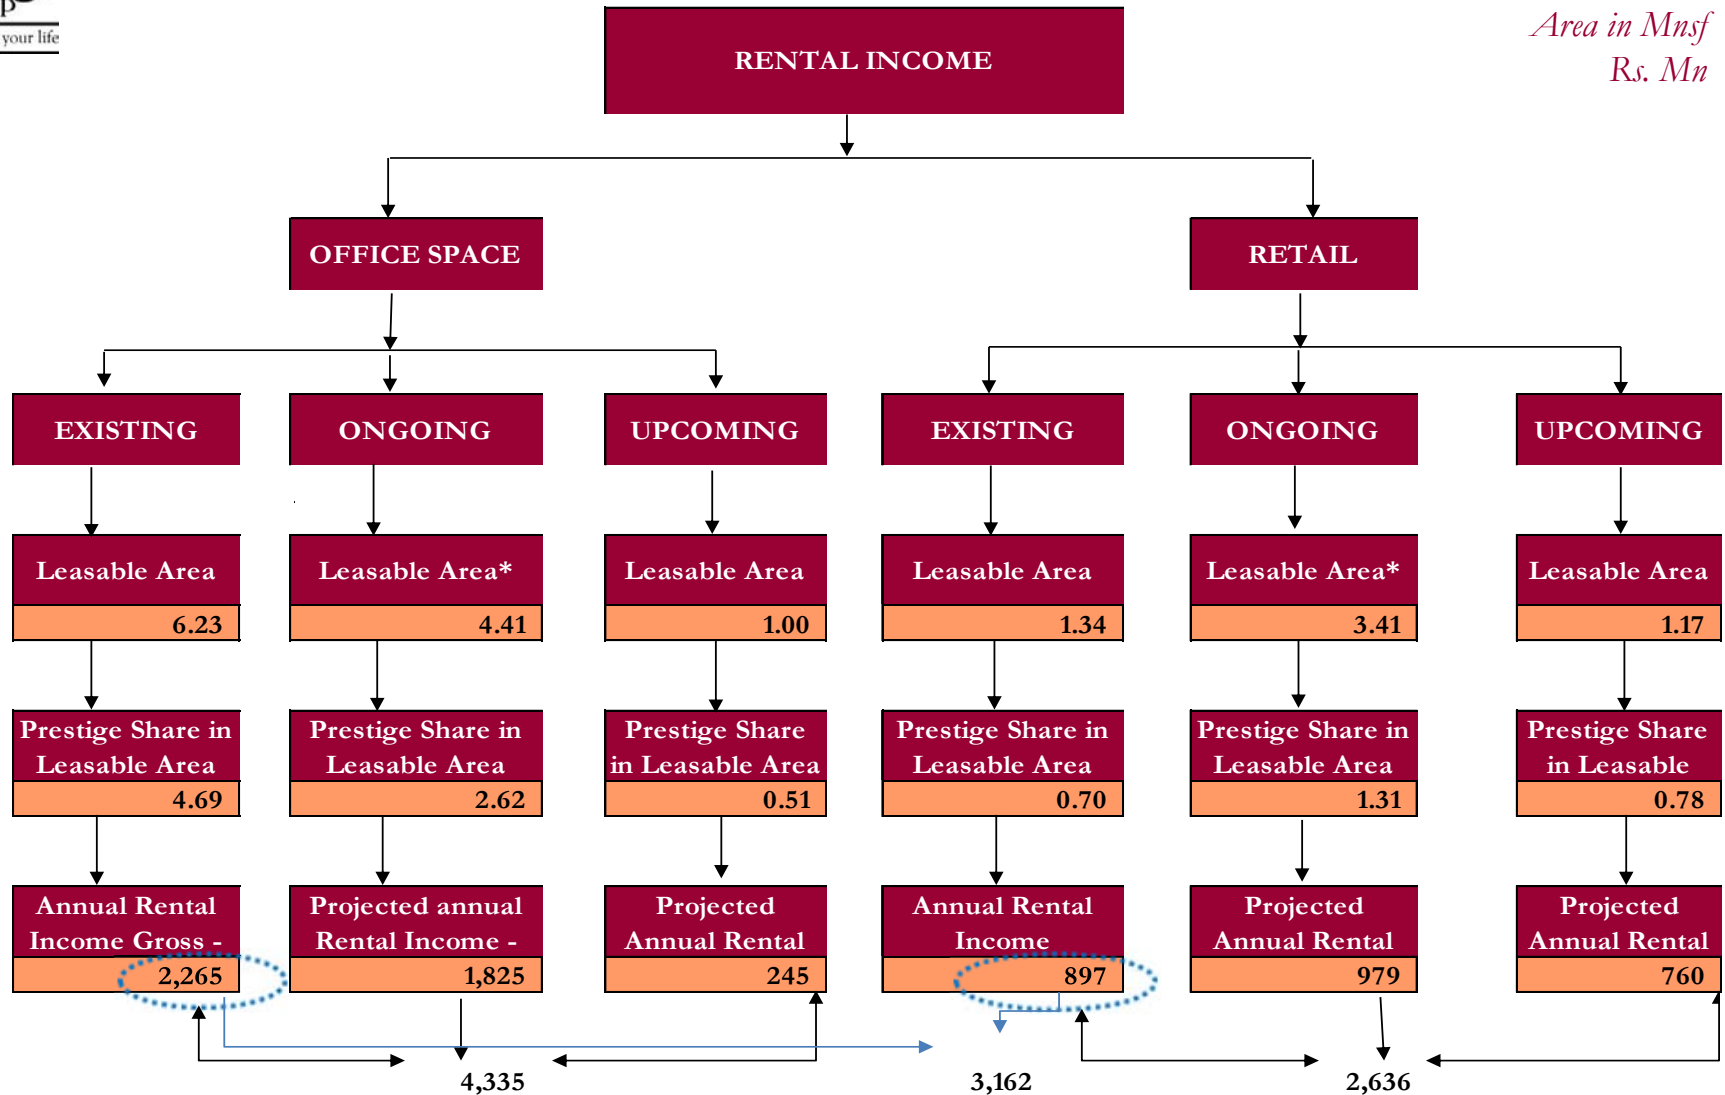 your life
Area in Mnsf
Rs. Mn
RENTAL INCOME
OFFICE SPACE
RETAIL
EXISTING
ONGOING
UPCOMING
EXISTING
ONGOING
UPCOMING
Leasable Area
6.23
Leasable Area*
4.41
Leasable Area
1.00
Leasable Area
1.34
Leasable Area*
3.41
Leasable Area
1.17
Prestige Share in
Leasable Area
4.69
Prestige Share in
Leasable Area
2.62
Prestige Share
in Leasable Area
0.51
Prestige Share in
Leasable Area
0.70
Prestige Share in
Leasable Area
1.31
Prestige Share
in Leasable
0.78
Annual Rental
Income Gross -
2,265
Projected annual
Rental Income -
1,825
Projected
Annual Rental
245
Annual Rental
Income
897
Projected
Annual Rental
979
Projected
Annual Rental
760
4,335
3,162
2,636